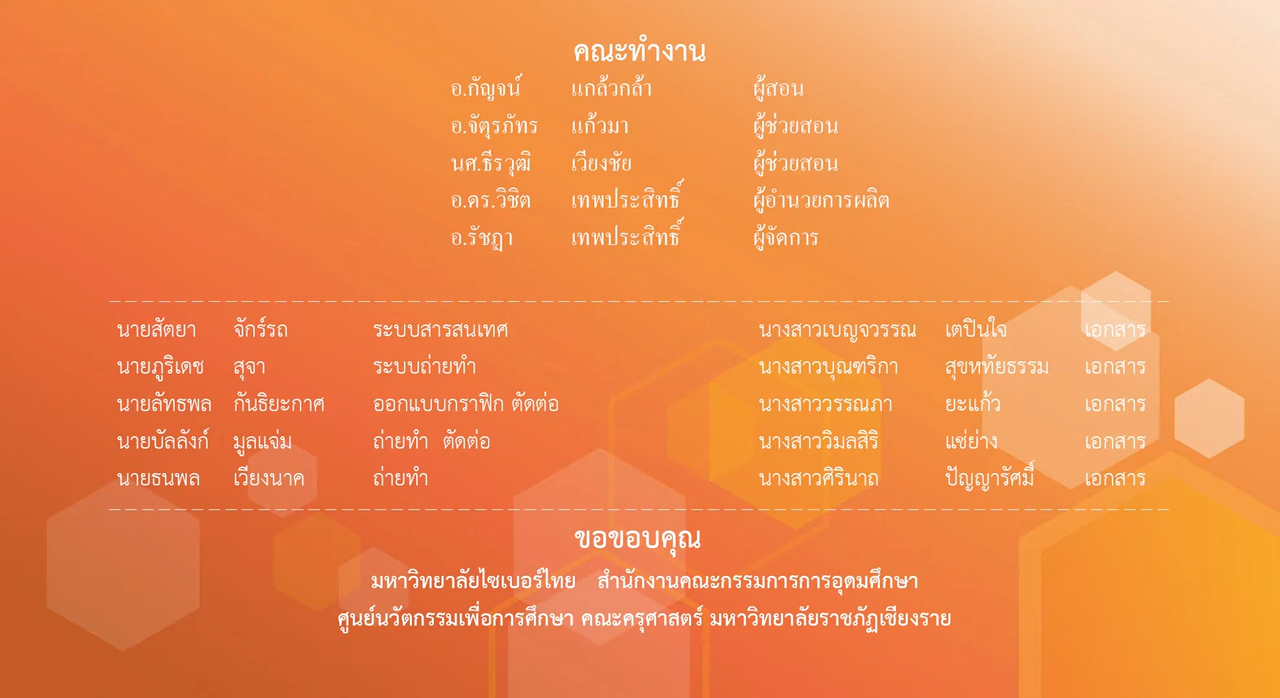 คณะทำงาน
อ.กัญจน์ แกล้วกล้า ผู้สอน
อ.จัตุรภัทร แก้วมา ผู้ช่วยสอน
นศ.ธีรวุฒิ เวียงชัย ผู้ช่วยสอน
อ.ดร.วิชิต เทพประสิทธิ์ ผู้อำนวยการผลิต
อ.รัชฎา เทพประสิทธิ์ ผู้จัดการ
นายสัตยา จักร์รถ ระบบสารสนเทศ
นายภูริเดช สุจา ระบบถ่ายทำ
นายลัทธพล กันธิยะกาศ ออกแบบกราฟิก ตัดต่อ
นายบัลลังก์ มูลแจ่ม ถ่ายทำ ตัดต่อ
นายธนพล เวียงนาค ถ่ายทำ
นางสาวเบญจวรรณ เตปินใจ เอกสาร
นางสาวบุณฑริกา สุขหทัยธรรม เอกสาร
นางสาววรรณภา ยะแก้ว เอกสาร
นางสาววิมลสิริ แซ่ย่าง เอกสาร
นางสาวศิรินาถ ปัญญารัศมิ์ เอกสาร
ขอขอบคุณ
มหาวิทยาลัยไซเบอร์ไทย สำนักงานคณะกรรมการการอุดมศึกษา
ศูนย์นวัตกรรมเพื่อการศึกษา คณะครุศาสตร์ มหาวิทยาลัยราชภัฏเชียงราย